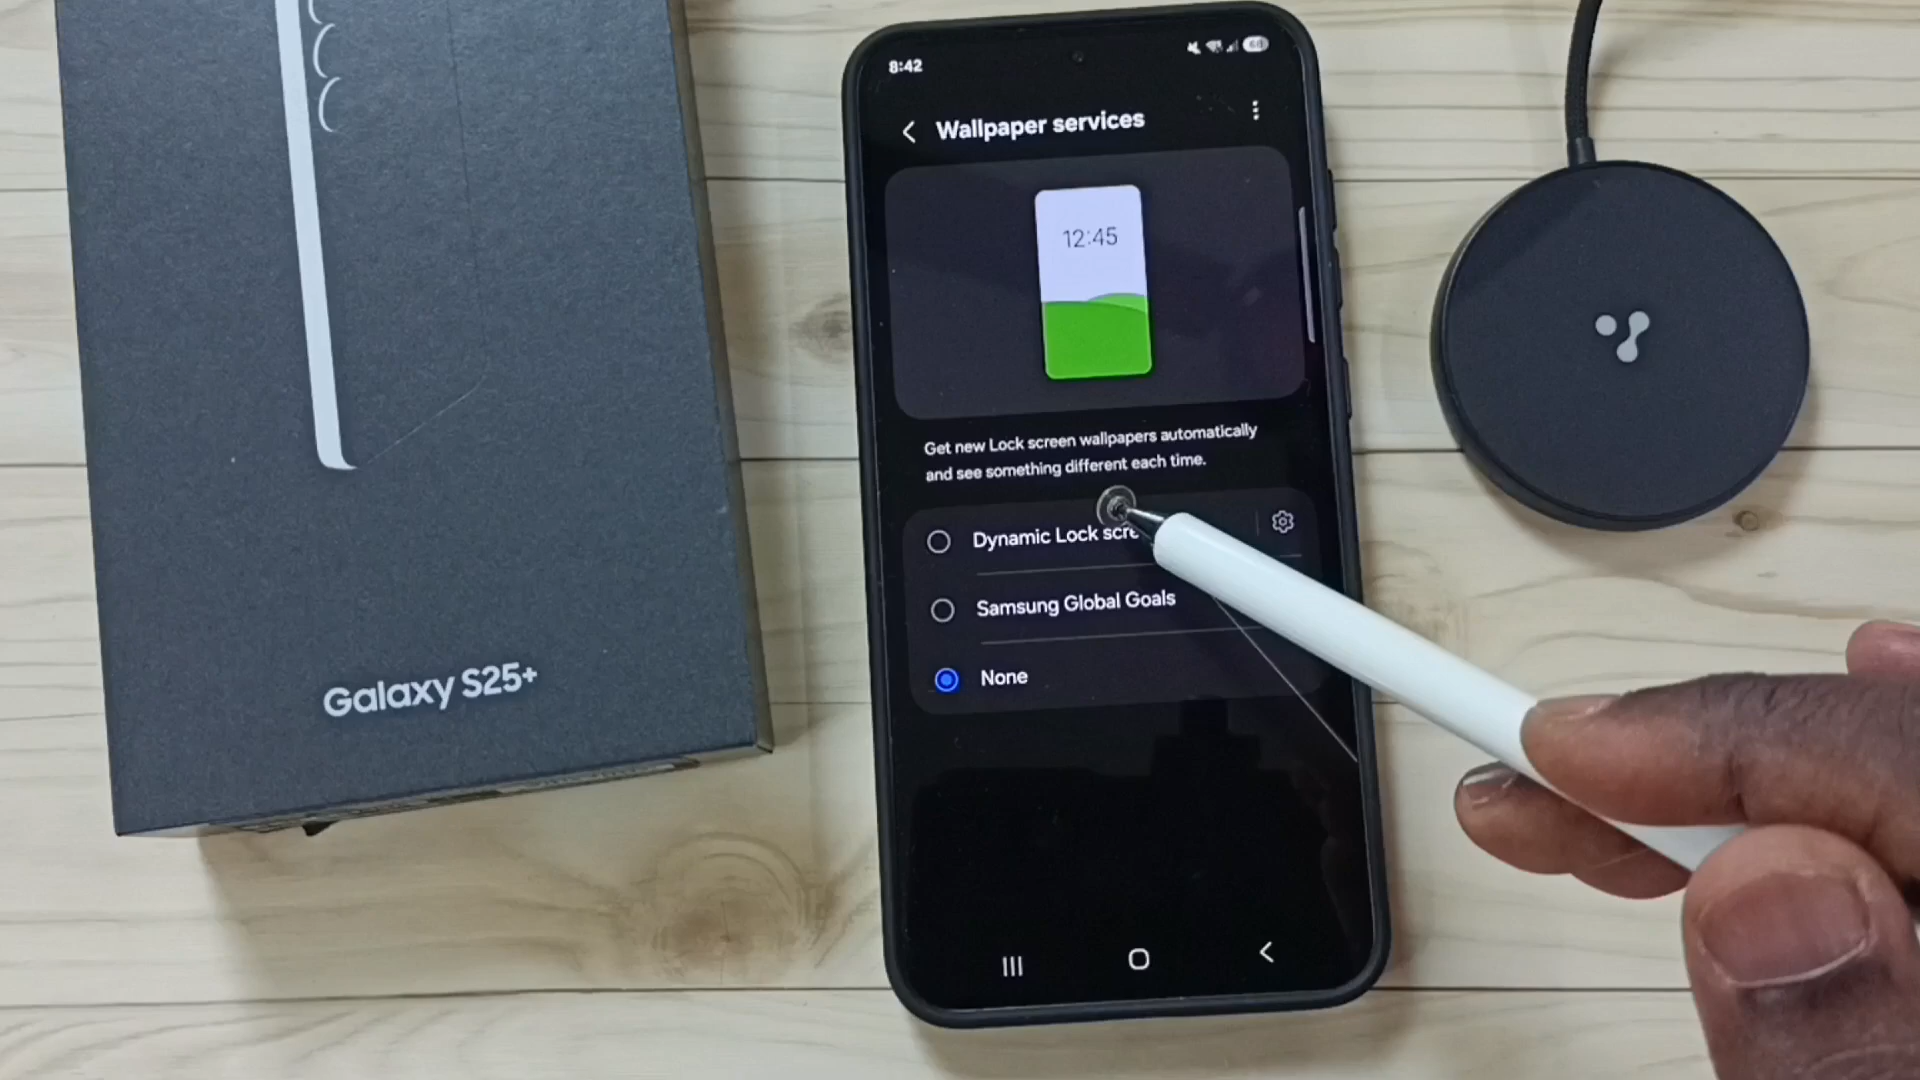 8:42
68
Wallpaper services
12:45
Get new Lock screen wallpapers automatically
and see something different each time.
Dynamic Lock scre
Samsung Global Goals
None
Galaxy S25+